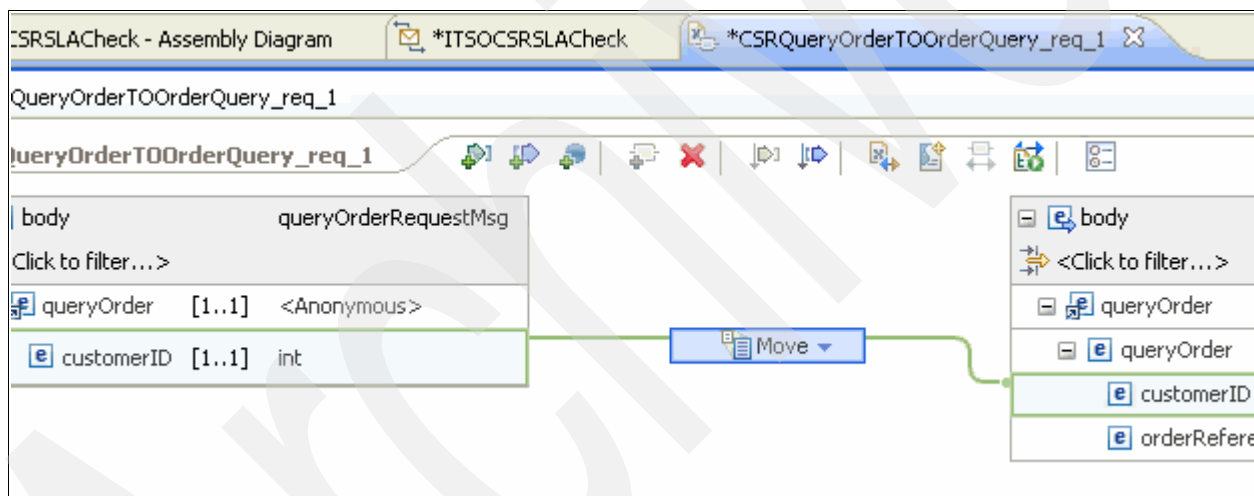 CSRSLACheck - Assembly Diagram *ITSOCSRSLACheck *CSRQueryOrderTOOrderQuery_req_1
QueryOrderTOOrderQuery_req_1
QueryOrderTOOrderQuery_req_1
body queryOrderRequestMsg body
Click to filter...> <Click to filter...>
queryOrder [1..1] <Anonymous> queryOrder
customerID [1..1] int Move queryOrder
customerID
orderRefere